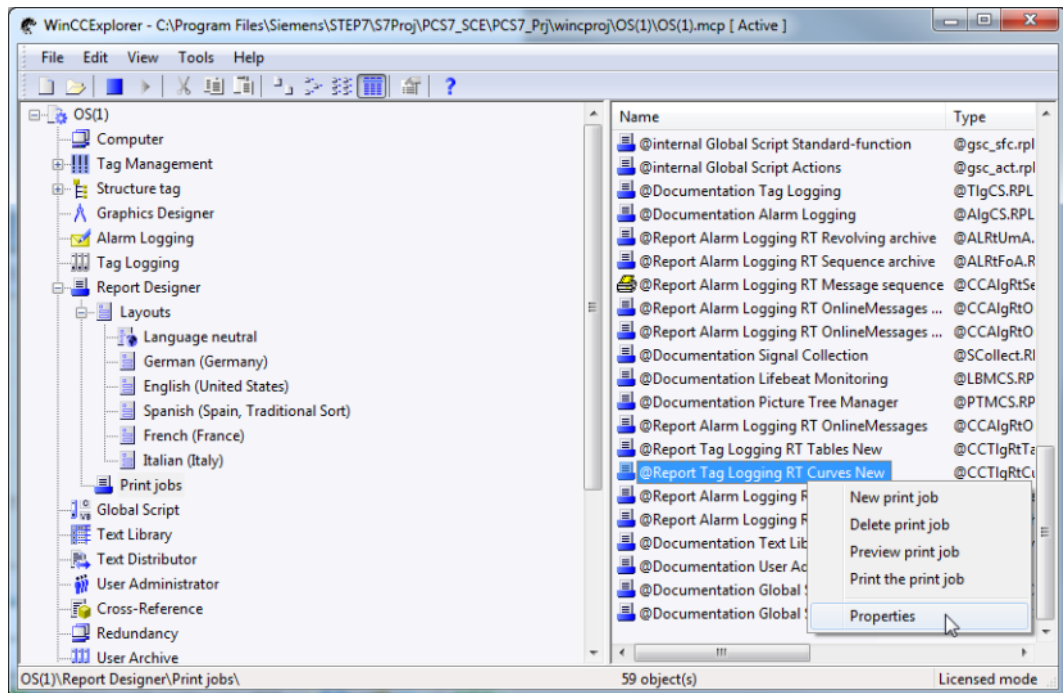 WinCCExplorer - C:\Program Files\Siemens\STEP7\S7Proj\PCS7_SCE\PCS7_Prj\wincproj\OS(1)\OS(1).mcp [ Active ]
File Edit View Tools Help
OS(1)
Computer
Tag Management
Structure tag
Graphics Designer
Alarm Logging
Tag Logging
Report Designer
Layouts
Language neutral
German (Germany)
English (United States)
Spanish (Spain, Traditional Sort)
French (France)
Italian (Italy)
Print jobs
Global Script
Text Library
Text Distributor
User Administrator
Cross-Reference
Redundancy
User Archive
Name Type
@internal Global Script Standard-function @gsc_sfc.rpl
@internal Global Script Actions @gsc_act.rpl
@Documentation Tag Logging @TlgCS.RPL
@Documentation Alarm Logging @AlgCS.RPL
@Report Alarm Logging RT Revolving archive @ALRtUmA.
@Report Alarm Logging RT Sequence archive @ALRtFoA.R
@Report Alarm Logging RT Message sequence @CCAlgRtSe
@Report Alarm Logging RT OnlineMessages ... @CCAlgRtO
@Report Alarm Logging RT OnlineMessages ... @CCAlgRtO
@Documentation Signal Collection @SCollect.
@Documentation Lifebeat Monitoring @LBMCS.RP
@Documentation Picture Tree Manager @PTMCS.RP
@Report Alarm Logging RT OnlineMessages @CCAlgRtO
@Report Tag Logging RT Tables New @CCTlgRtTa
@Report Tag Logging RT Curves New @CCTlgRtCu
@Report Alarm Logging R
@Report Alarm Logging R
@Documentation Text Lib
@Documentation User Ac
@Documentation Global
@Documentation Global
New print job
Delete print job
Preview print job
Print the print job
Properties
OS(1)\Report Designer\Print jobs\ 59 object(s) Licensed mode